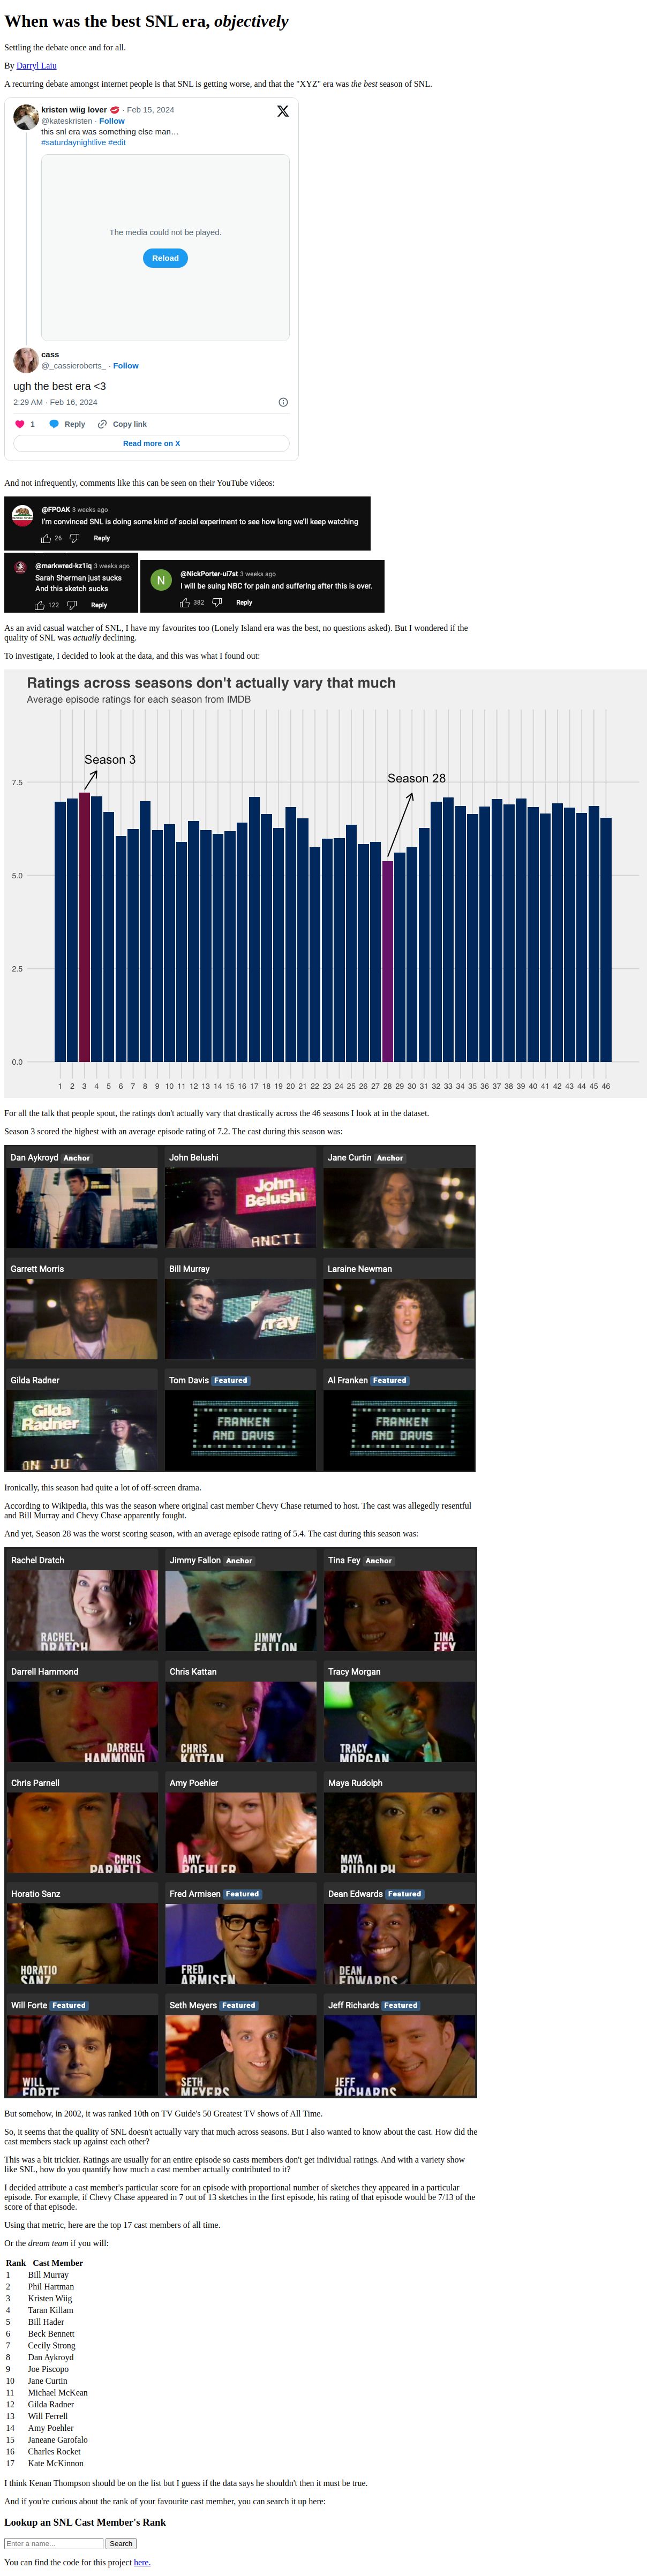 When was the best SNL era, objectively
Settling the debate once and for all.
By Darryl Laiu
A recurring debate amongst internet people is that SNL is getting worse, and that the "XYZ" era was the best season of SNL.
kristen wiig lover 💋 · Feb 15, 2024
@kateskristen · Follow
this snl era was something else man…
#saturdaynightlive #edit
The media could not be played.
Reload
cass
@_cassieroberts_ · Follow
ugh the best era <3
2:29 AM · Feb 16, 2024
1 Reply Copy link
Read more on X
And not infrequently, comments like this can be seen on their YouTube videos:
@FPOAK 3 weeks ago
I'm convinced SNL is doing some kind of social experiment to see how long we'll keep watching
26 Reply
@markwred-kz1iq 3 weeks ago
Sarah Sherman just sucks
And this sketch sucks
122 Reply
N
@NickPorter-ui7st 3 weeks ago
I will be suing NBC for pain and suffering after this is over.
382 Reply
As an avid casual watcher of SNL, I have my favourites too (Lonely Island era was the best, no questions asked). But I wondered if the
quality of SNL was actually declining.
To investigate, I decided to look at the data, and this was what I found out:
Ratings across seasons don't actually vary that much
Average episode ratings for each season from IMDB
Season 3
Season 28
7.5
5.0
2.5
0.0
1 2 3 4 5 6 7 8 9 10 11 12 13 14 15 16 17 18 19 20 21 22 23 24 25 26 27 28 29 30 31 32 33 34 35 36 37 38 39 40 41 42 43 44 45 46
For all the talk that people spout, the ratings don't actually vary that drastically across the 46 seasons I look at in the dataset.
Season 3 scored the highest with an average episode rating of 7.2. The cast during this season was:
Dan Aykroyd Anchor John Belushi Jane Curtin Anchor
John Belushi
ANCTI
Garrett Morris Bill Murray Laraine Newman
Gilda Radner Tom Davis Featured Al Franken Featured
Gilda Radner
ON JU
FRANKEN AND DAVIS
FRANKEN AND DAVIS
Ironically, this season had quite a lot of off-screen drama.
According to Wikipedia, this was the season where original cast member Chevy Chase returned to host. The cast was allegedly resentful
and Bill Murray and Chevy Chase apparently fought.
And yet, Season 28 was the worst scoring season, with an average episode rating of 5.4. The cast during this season was:
Rachel Dratch Jimmy Fallon Anchor Tina Fey Anchor
RACHEL DRATCH JIMMY FALLON TINA FEY
Darrell Hammond Chris Kattan Tracy Morgan
DARRELL HAMMOND CHRIS KATTAN TRACY MORGAN
Chris Parnell Amy Poehler Maya Rudolph
CHRIS PARNELL AMY POEHLER MAYA RUDOLPH
Horatio Sanz Fred Armisen Featured Dean Edwards Featured
HORATIO SANZ FRED ARMISEN DEAN EDWARDS
Will Forte Featured Seth Meyers Featured Jeff Richards Featured
WILL FORTE SETH MEYERS JEFF RICHARDS
But somehow, in 2002, it was ranked 10th on TV Guide's 50 Greatest TV shows of All Time.
So, it seems that the quality of SNL doesn't actually vary that much across seasons. But I also wanted to know about the cast. How did the
cast members stack up against each other?
This was a bit trickier. Ratings are usually for an entire episode so casts members don't get individual ratings. And with a variety show
like SNL, how do you quantify how much a cast member actually contributed to it?
I decided attribute a cast member's particular score for an episode with proportional number of sketches they appeared in a particular
episode. For example, if Chevy Chase appeared in 7 out of 13 sketches in the first episode, his rating of that episode would be 7/13 of the
score of that episode.
Using that metric, here are the top 17 cast members of all time.
Or the dream team if you will:
Rank Cast Member
1 Bill Murray
2 Phil Hartman
3 Kristen Wiig
4 Taran Killam
5 Bill Hader
6 Beck Bennett
7 Cecily Strong
8 Dan Aykroyd
9 Joe Piscopo
10 Jane Curtin
11 Michael McKean
12 Gilda Radner
13 Will Ferrell
14 Amy Poehler
15 Janeane Garofalo
16 Charles Rocket
17 Kate McKinnon
I think Kenan Thompson should be on the list but I guess if the data says he shouldn't then it must be true.
And if you're curious about the rank of your favourite cast member, you can search it up here:
Lookup an SNL Cast Member's Rank
Enter a name... Search
You can find the code for this project here.